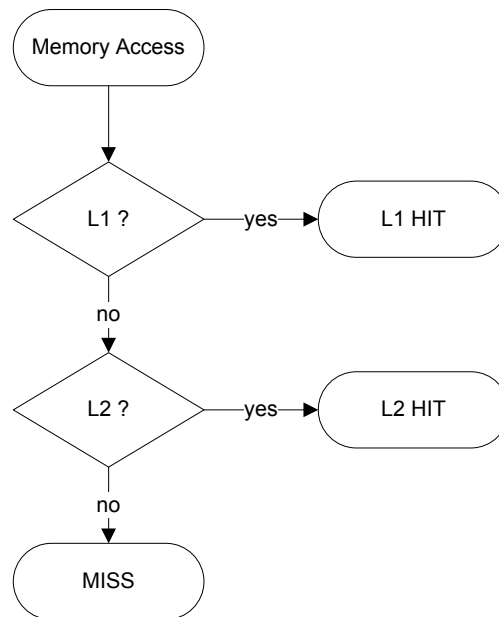 Memory Access
L1 ?
yes
L1 HIT
no
L2 ?
yes
L2 HIT
no
MISS